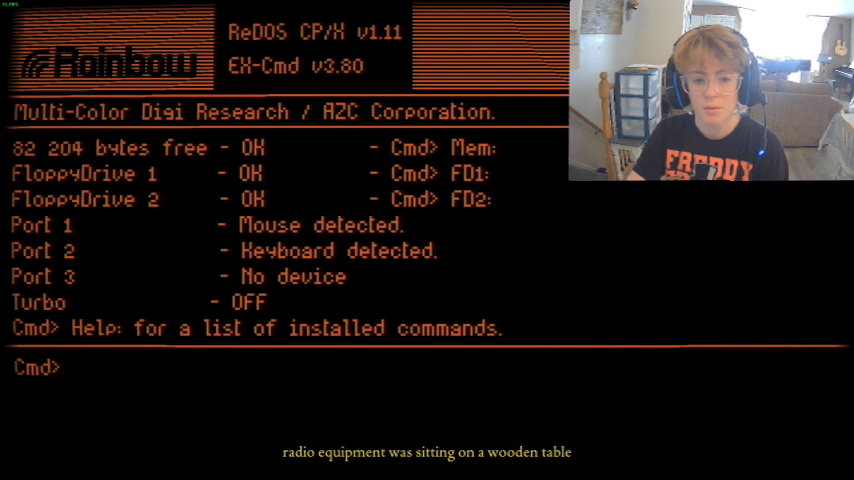 Rainbow
ReDOS CP/X v1.11
EX-Cmd v3.80
Multi-Color Digi Research / AZC Corporation.
82 204 bytes free - OK - Cmd> Mem:
FloppyDrive 1 - OK - Cmd> FD1:
FloppyDrive 2 - OK - Cmd> FD2:
Port 1 - Mouse detected.
Port 2 - Keyboard detected.
Port 3 - No device
Turbo - OFF
Cmd> Help: for a list of installed commands.
Cmd>
FREDDY
radio equipment was sitting on a wooden table